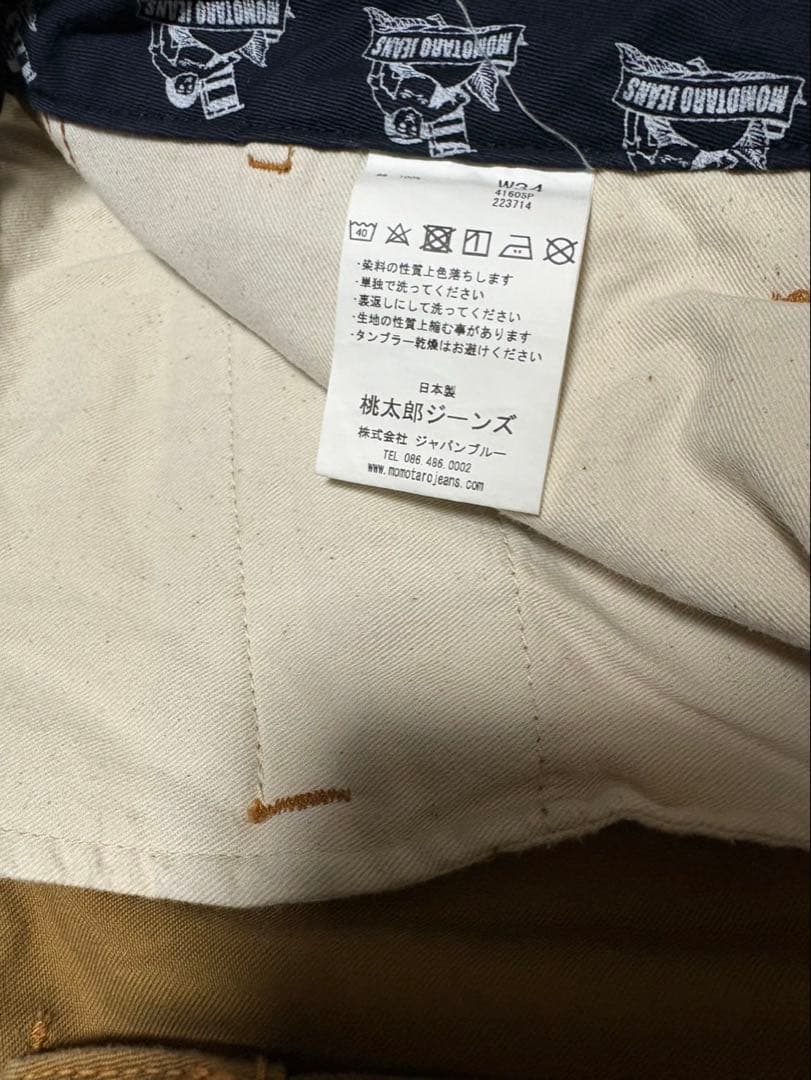 MOMOTARO JEANS
MOMOTARO JEANS
MOMOTARO JEANS
W34
4160SP
223714
40
・染料の性質上色落ちします
・単独で洗ってください
・裏返しにして洗ってください
・生地の性質上縮む事があります
・タンブラー乾燥はお避けください
日本製
桃太郎ジーンズ
株式会社 ジャパンブルー
TEL 086.486.0002
www.momotarojeans.com